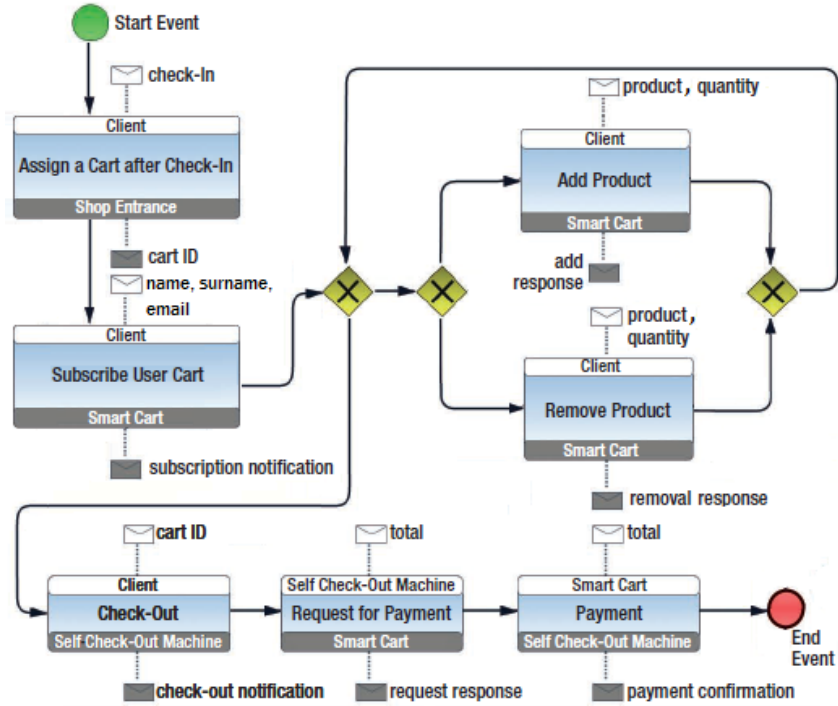 Start Event
check-In
Client
Assign a Cart after Check-In
Shop Entrance
cart ID
name, surname,
email
Client
Subscribe User Cart
Smart Cart
subscription notification
product, quantity
Client
Add Product
Smart Cart
add
response
product,
quantity
Client
Remove Product
Smart Cart
removal response
cart ID
Client
Check-Out
Self Check-Out Machine
check-out notification
total
Self Check-Out Machine
Request for Payment
Smart Cart
request response
total
Smart Cart
Payment
Self Check-Out Machine
payment confirmation
End
Event